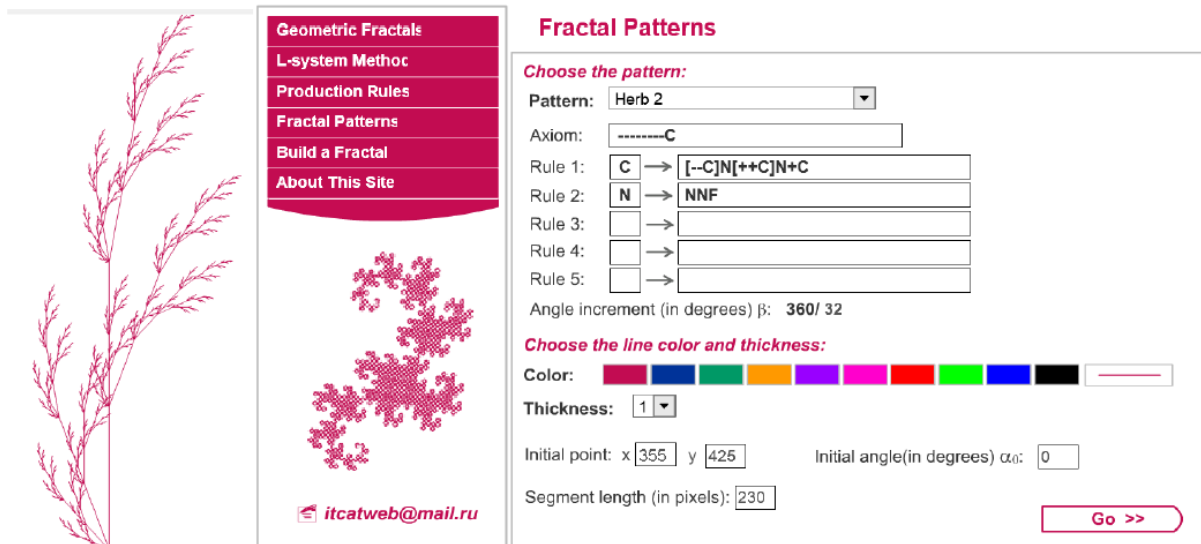 Geometric Fractals
L-system Method
Production Rules
Fractal Patterns
Build a Fractal
About This Site
itcatweb@mail.ru
Fractal Patterns
Choose the pattern:
Pattern: Herb 2
Axiom: --------C
Rule 1: C → [--C]N[++C]N+C
Rule 2: N → NNF
Rule 3: →
Rule 4: →
Rule 5: →
Angle increment (in degrees) β: 360/ 32
Choose the line color and thickness:
Color:
Thickness: 1
Initial point: x 355 y 425 Initial angle(in degrees) α₀: 0
Segment length (in pixels): 230
Go >>